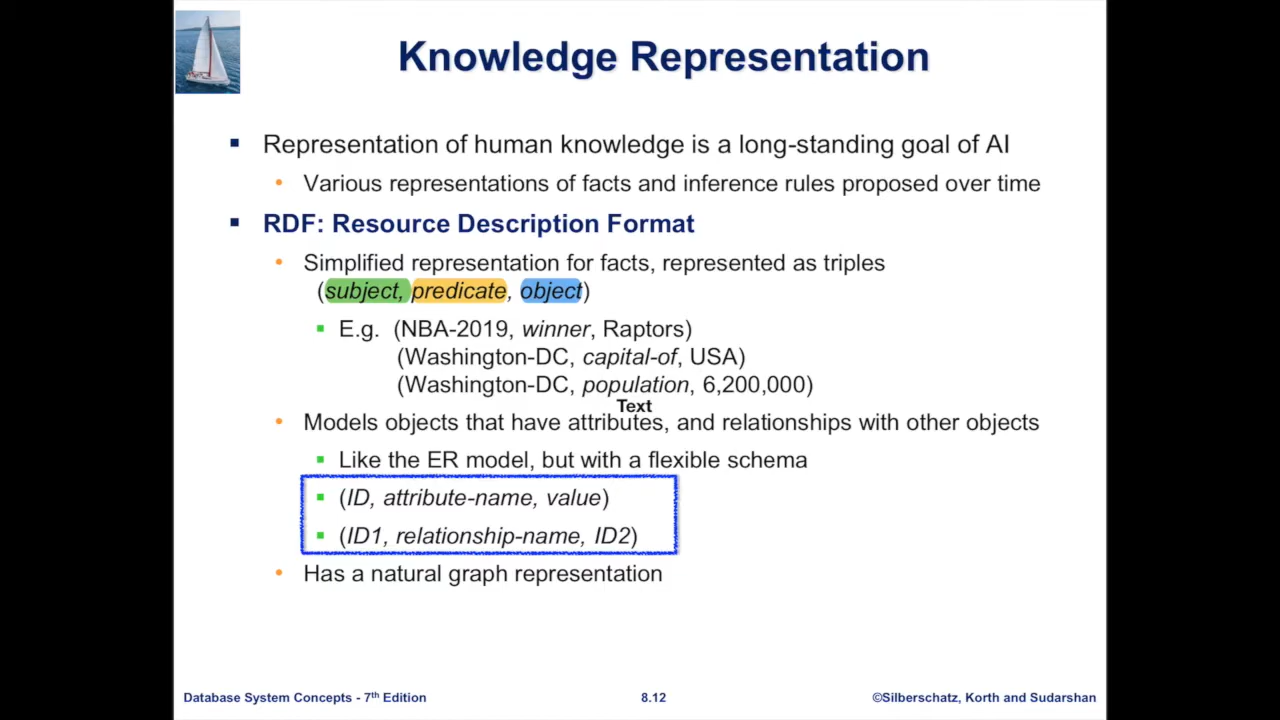 Knowledge Representation
▪ Representation of human knowledge is a long-standing goal of AI
• Various representations of facts and inference rules proposed over time
▪ RDF: Resource Description Format
• Simplified representation for facts, represented as triples
(subject, predicate, object)
▪ E.g. (NBA-2019, winner, Raptors)
(Washington-DC, capital-of, USA)
(Washington-DC, population, 6,200,000)
Text
• Models objects that have attributes, and relationships with other objects
▪ Like the ER model, but with a flexible schema
▪ (ID, attribute-name, value)
▪ (ID1, relationship-name, ID2)
• Has a natural graph representation
Database System Concepts - 7th Edition 8.12 ©Silberschatz, Korth and Sudarshan